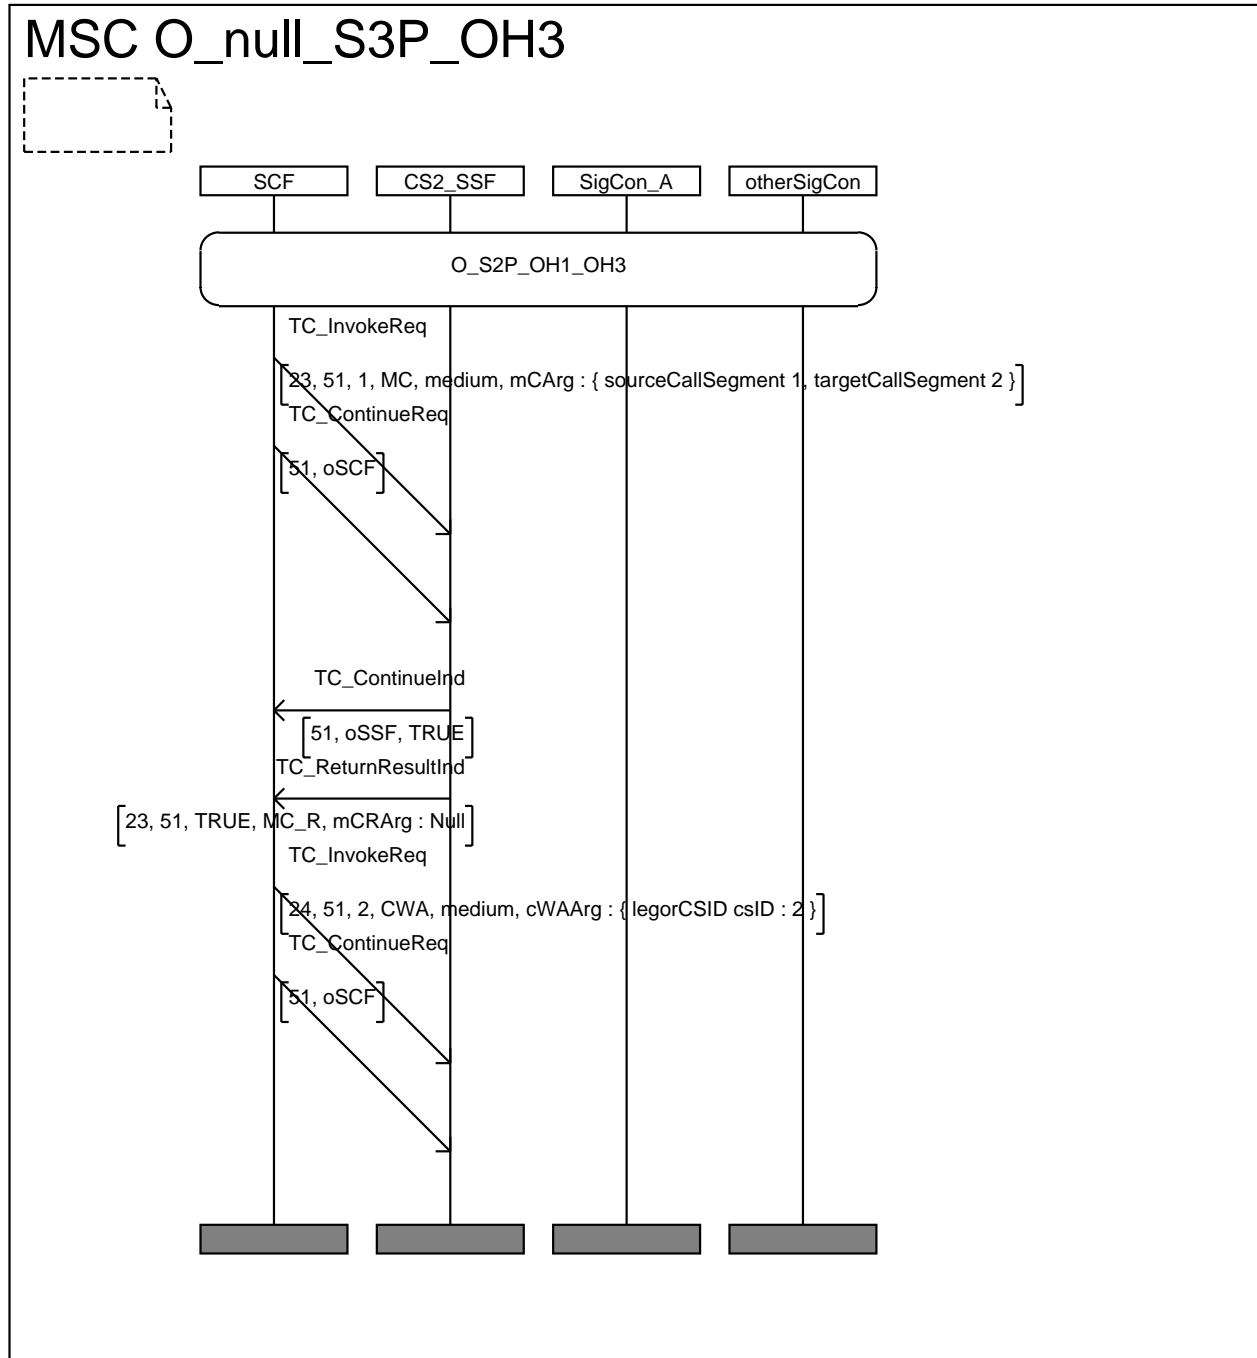 MSC O_null_S3P_OH3
SCF
CS2_SSF
SigCon_A
otherSigCon
O_S2P_OH1_OH3
TC_InvokeReq
23, 51, 1, MC, medium, mCArg : { sourceCallSegment 1, targetCallSegment 2 }
TC_ContinueReq
51, oSCF
TC_ContinueInd
51, oSSF, TRUE
TC_ReturnResultInd
23, 51, TRUE, MC_R, mCRArg : Null
TC_InvokeReq
24, 51, 2, CWA, medium, cWAArg : { legorCSID csID : 2 }
TC_ContinueReq
51, oSCF